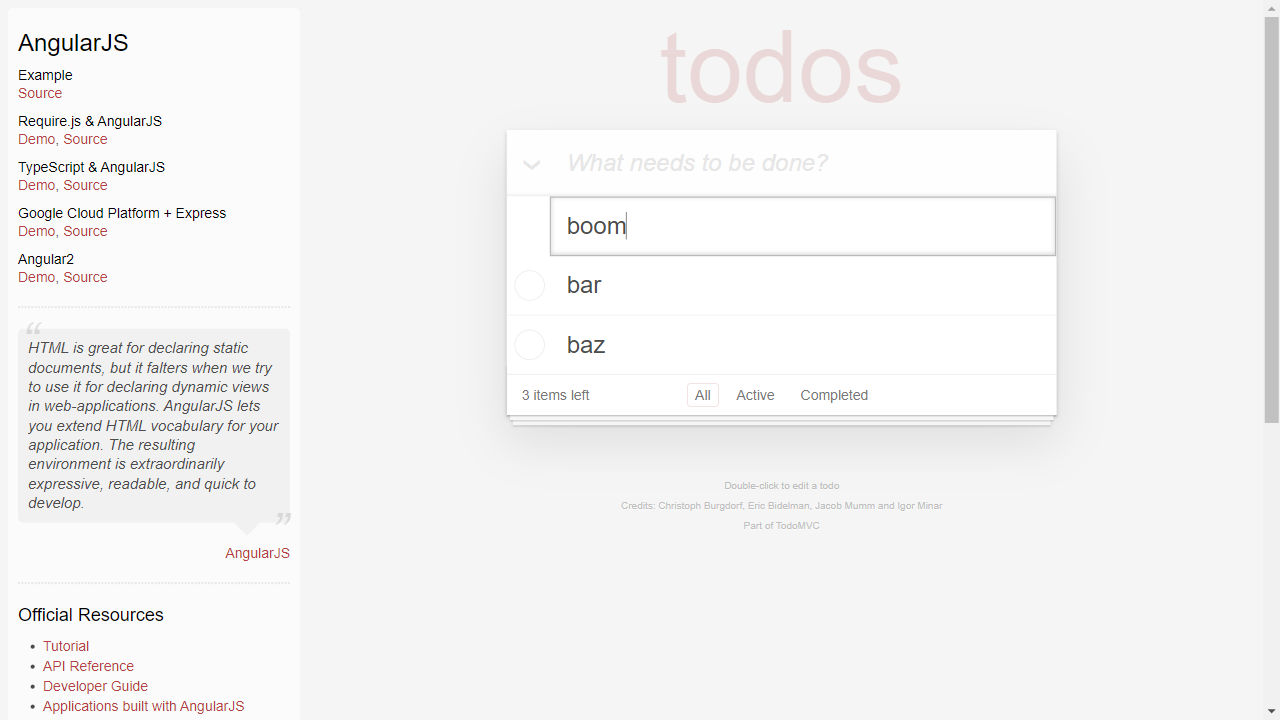 AngularJS
Example
Source
Require.js & AngularJS
Demo, Source
TypeScript & AngularJS
Demo, Source
Google Cloud Platform + Express
Demo, Source
Angular2
Demo, Source
“
HTML is great for declaring static
documents, but it falters when we try
to use it for declaring dynamic views
in web-applications. AngularJS lets
you extend HTML vocabulary for your
application. The resulting
environment is extraordinarily
expressive, readable, and quick to
develop.
”
AngularJS
Official Resources
• Tutorial
• API Reference
• Developer Guide
• Applications built with AngularJS
todos
What needs to be done?
boom
bar
baz
3 items left All Active Completed
Double-click to edit a todo
Credits: Christoph Burgdorf, Eric Bidelman, Jacob Mumm and Igor Minar
Part of TodoMVC